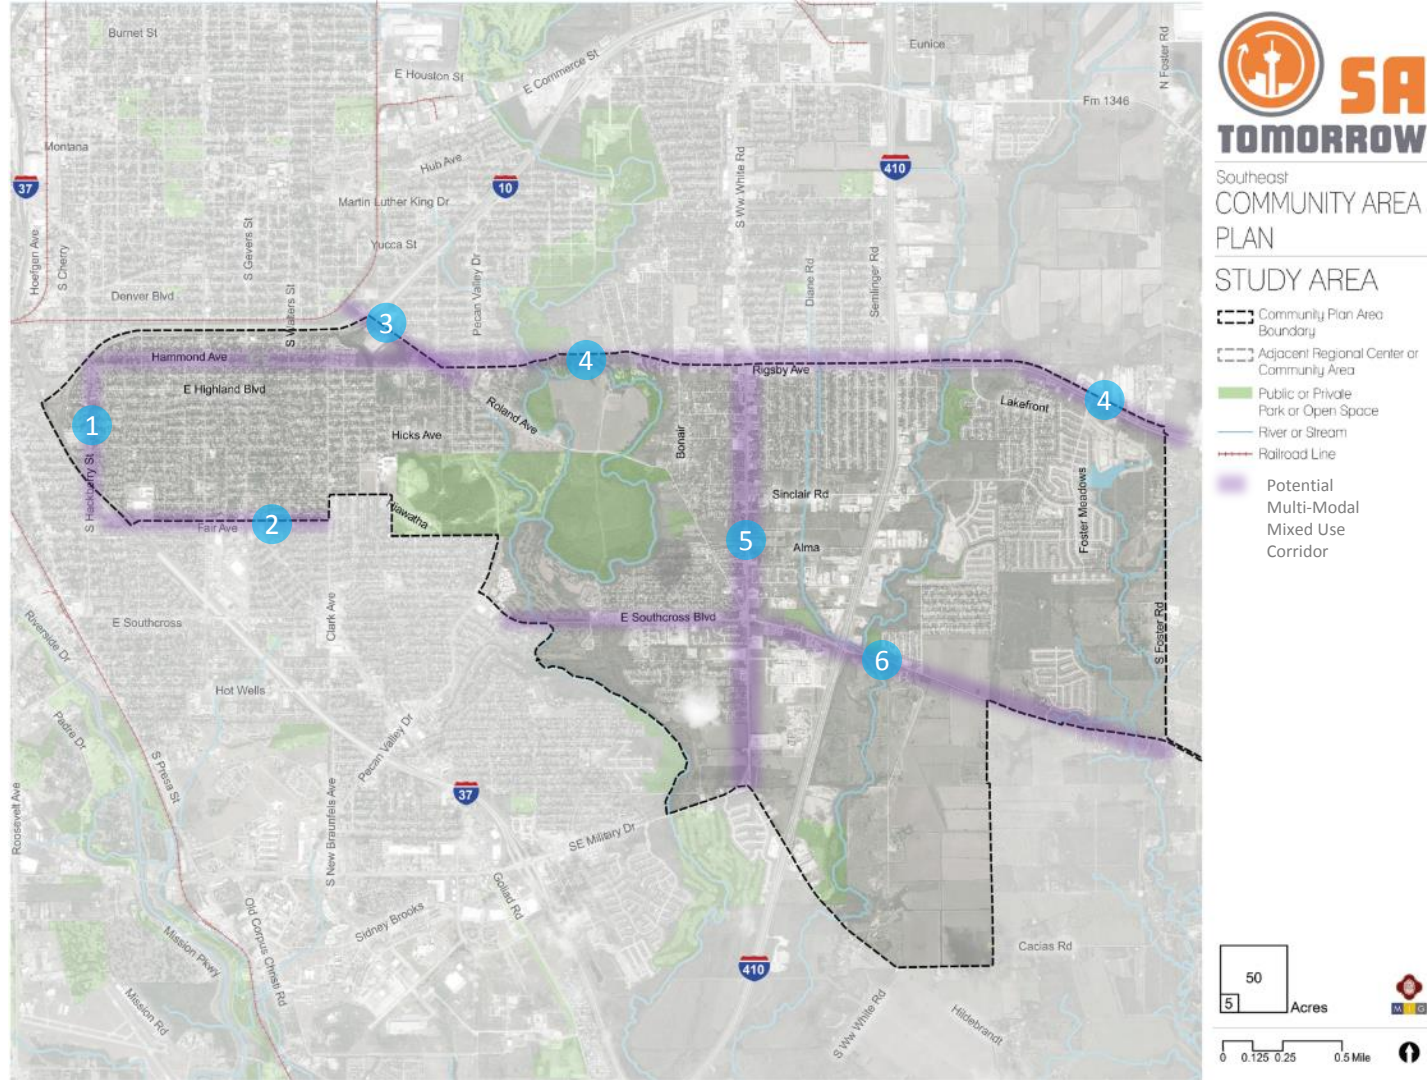 Burnet St
E Houston St
E Commerce St
Eunice
N Foster Rd
Fm 1346
Montana
Hub Ave
37
10
410
Martin Luther King Dr
S Ww White Rd
Yucca St
Hoefgen Ave
S Cherry
S Gevers St
Pecan Valley Dr
Diane Rd
Semlinger Rd
Denver Blvd
S Walters St
3
Hammond Ave
4
Rigsby Ave
E Highland Blvd
Roland Ave
Lakefront
4
1
Hicks Ave
Bonair
S Hackberry St
Sinclair Rd
Foster Meadows
Hiawatha
Fair Ave
2
5
Alma
Riverside Dr
E Southcross
Clark Ave
E Southcross Blvd
S Foster Rd
6
Hot Wells
Padre Dr
Pecan Valley Dr
S Presa St
37
Roosevelt Ave
S New Braunfels Ave
SE Military Dr
Goliad Rd
Old Corpus Christi Rd
Sidney Brooks
Mission Pkwy
Cacias Rd
410
Mission Rd
S Ww White Rd
Hildebrandt
SA
TOMORROW
Southeast
COMMUNITY AREA
PLAN
STUDY AREA
Community Plan Area
Boundary
Adjacent Regional Center or
Community Area
Public or Private
Park or Open Space
River or Stream
Railroad Line
Potential
Multi-Modal
Mixed Use
Corridor
50
5
Acres
M I G
0 0.125 0.25 0.5 Mile